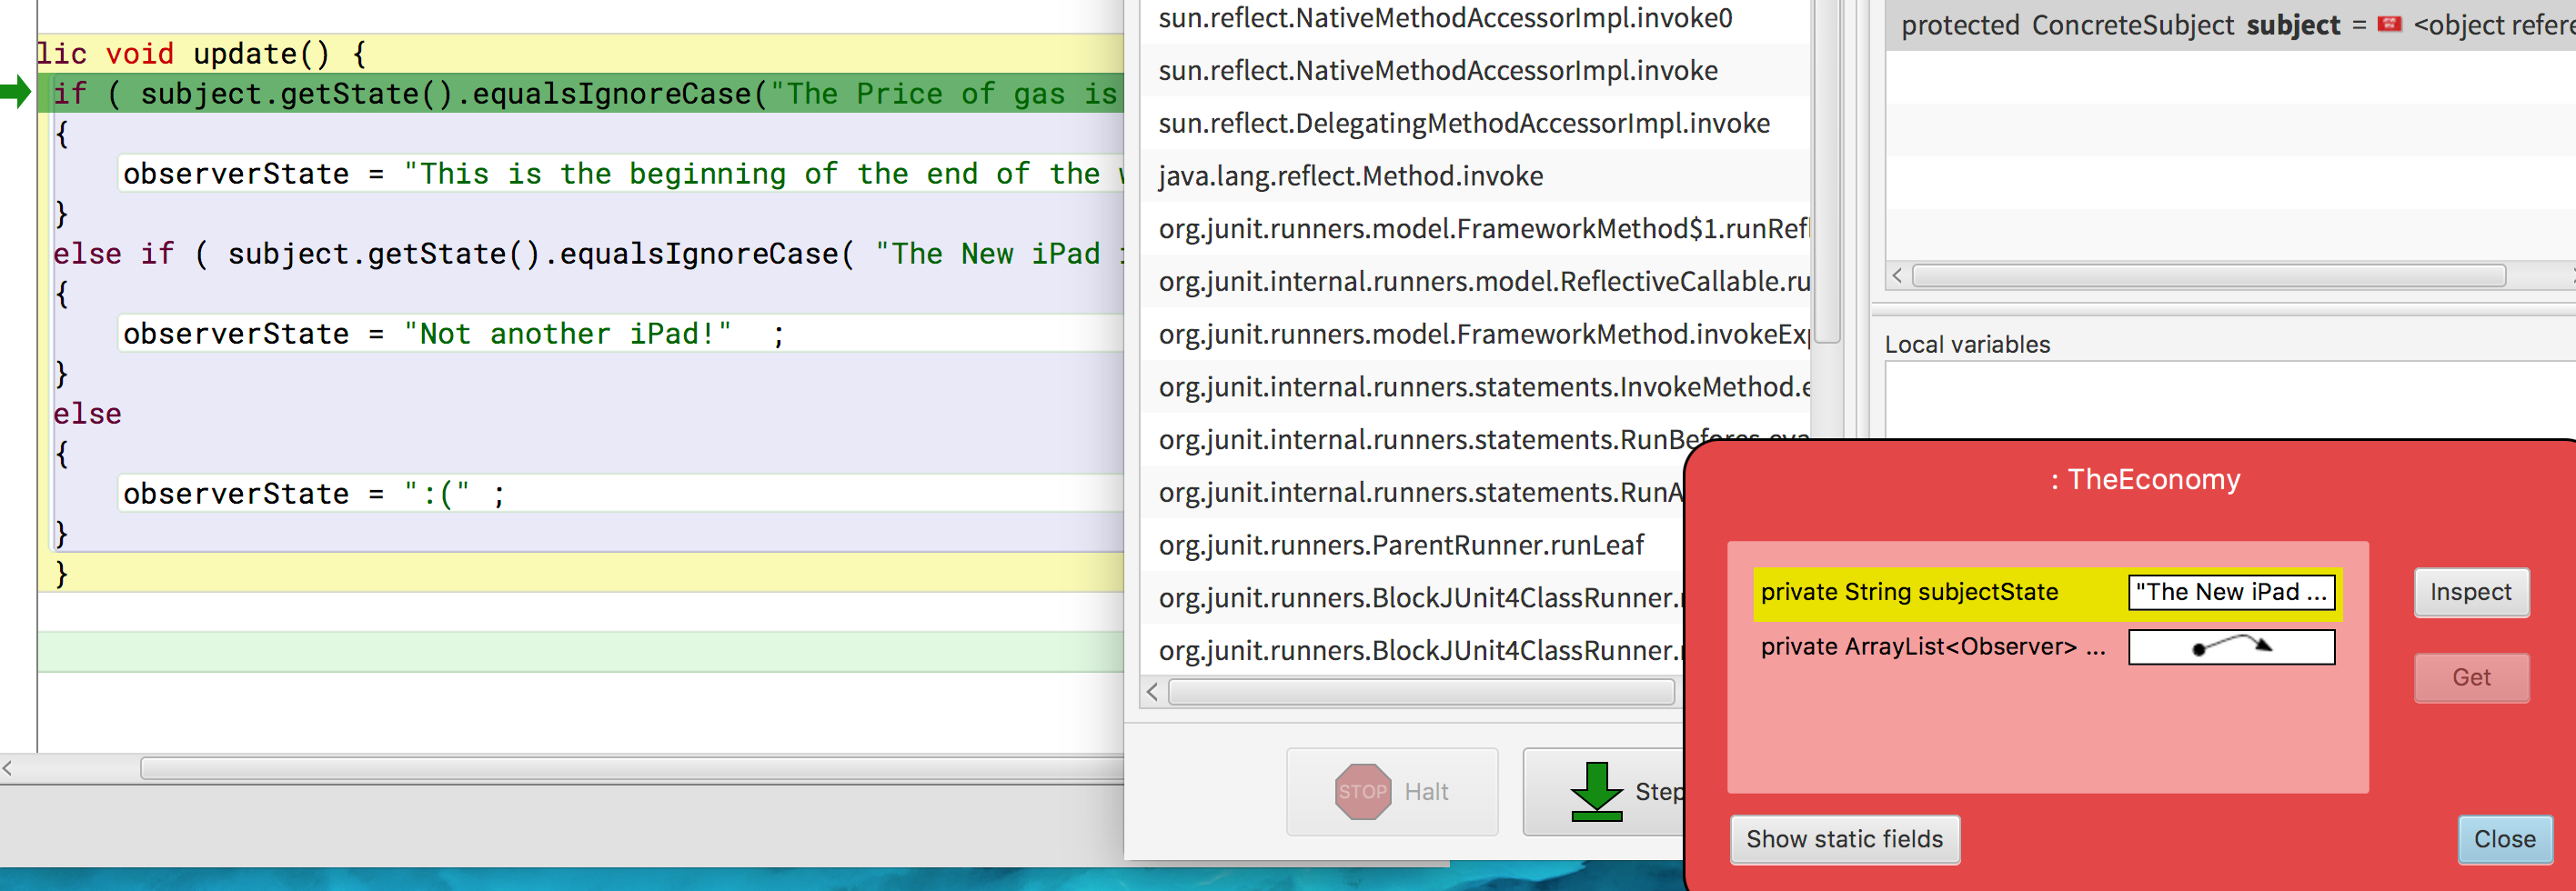 lic void update() {
if ( subject.getState().equalsIgnoreCase("The Price of gas is
{
observerState = "This is the beginning of the end of the
}
else if ( subject.getState().equalsIgnoreCase( "The New iPad
{
observerState = "Not another iPad!" ;
}
else
{
observerState = ":(" ;
}
}
sun.reflect.NativeMethodAccessorImpl.invoke0
sun.reflect.NativeMethodAccessorImpl.invoke
sun.reflect.DelegatingMethodAccessorImpl.invoke
java.lang.reflect.Method.invoke
org.junit.runners.model.FrameworkMethod$1.runRefl
org.junit.internal.runners.model.ReflectiveCallable.ru
org.junit.runners.model.FrameworkMethod.invokeExp
org.junit.internal.runners.statements.InvokeMethod.e
org.junit.internal.runners.statements.RunBefores.eva
org.junit.internal.runners.statements.RunA
org.junit.runners.ParentRunner.runLeaf
org.junit.runners.BlockJUnit4ClassRunner.r
org.junit.runners.BlockJUnit4ClassRunner.r
STOP Halt
Step
protected ConcreteSubject subject = <object refere
Local variables
: TheEconomy
private String subjectState "The New iPad ...
private ArrayList<Observer> ...
Inspect
Get
Show static fields
Close